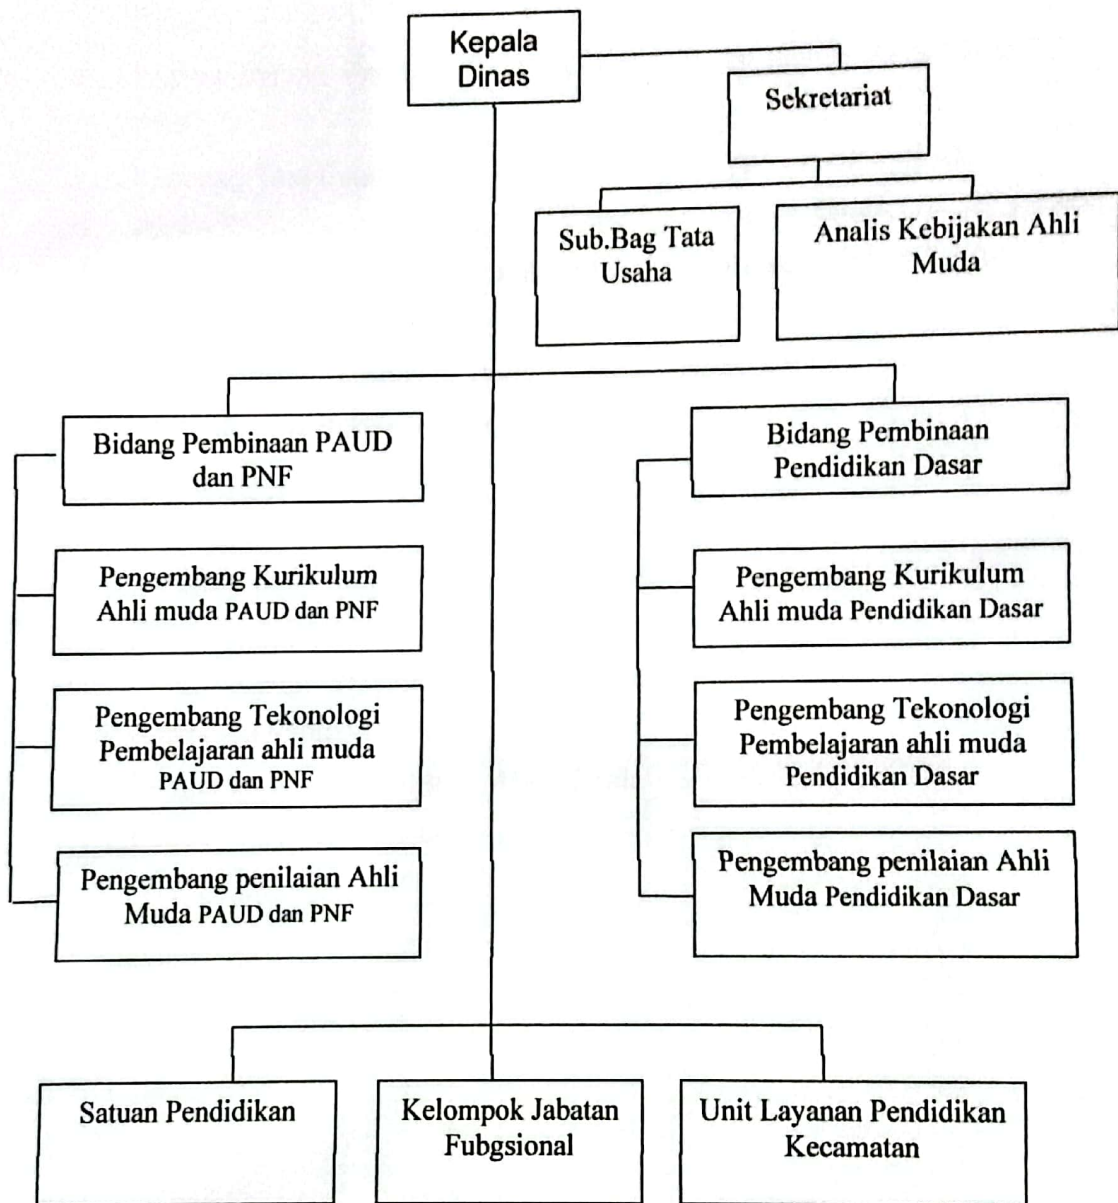 Kepala
Dinas
Sekretariat
Sub.Bag Tata
Usaha
Analis Kebijakan Ahli
Muda
Bidang Pembinaan PAUD
dan PNF
Pengembang Kurikulum
Ahli muda PAUD dan PNF
Pengembang Tekonologi
Pembelajaran ahli muda
PAUD dan PNF
Pengembang penilaian Ahli
Muda PAUD dan PNF
Bidang Pembinaan
Pendidikan Dasar
Pengembang Kurikulum
Ahli muda Pendidikan Dasar
Pengembang Tekonologi
Pembelajaran ahli muda
Pendidikan Dasar
Pengembang penilaian Ahli
Muda Pendidikan Dasar
Satuan Pendidikan
Kelompok Jabatan
Fubgsional
Unit Layanan Pendidikan
Kecamatan